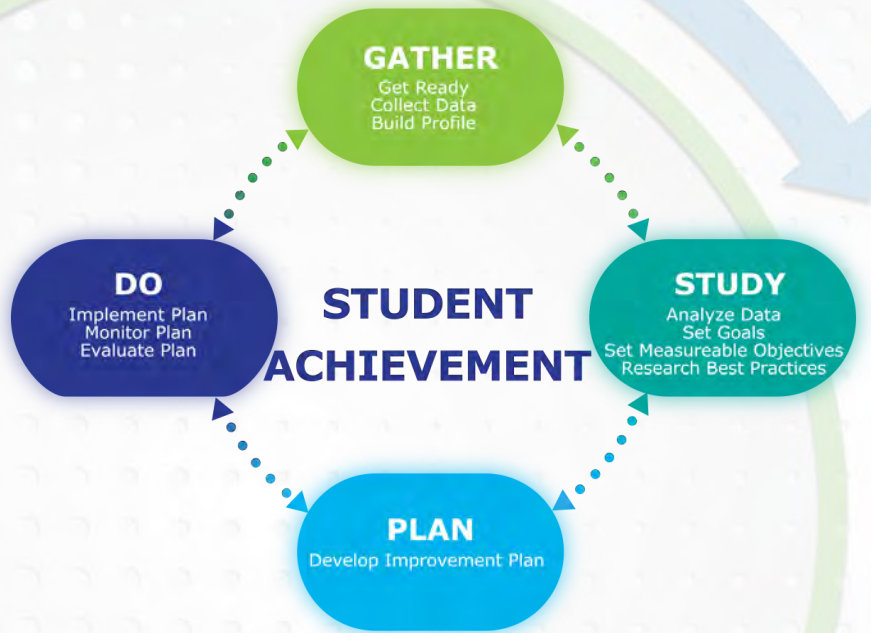 GATHER
Get Ready
Collect Data
Build Profile
DO
Implement Plan
Monitor Plan
Evaluate Plan
STUDENT
ACHIEVEMENT
STUDY
Analyze Data
Set Goals
Set Measureable Objectives
Research Best Practices
PLAN
Develop Improvement Plan